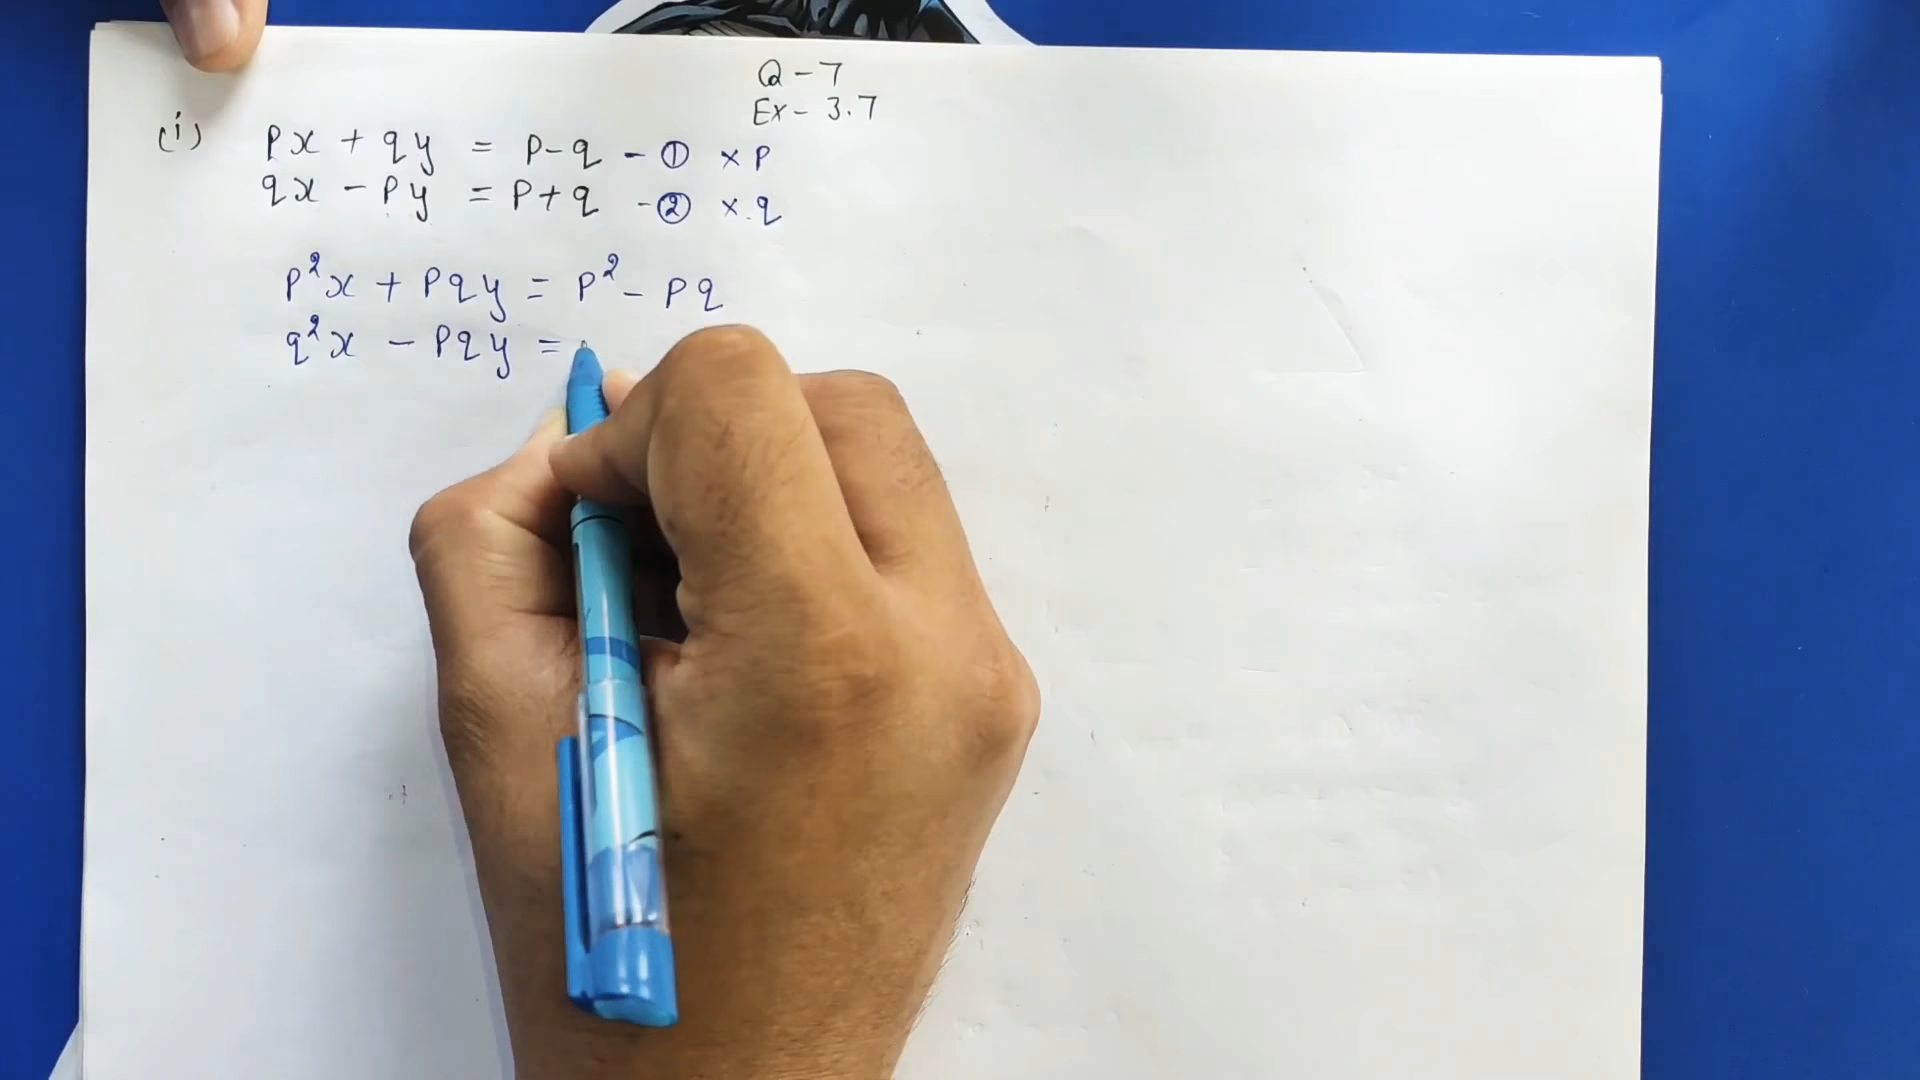 Q - 7
Ex - 3.7
(i) px + qy = p - q - ① × p
qx - py = p + q - ② × q
p²x + pqy = p² - pq
q²x - pqy =